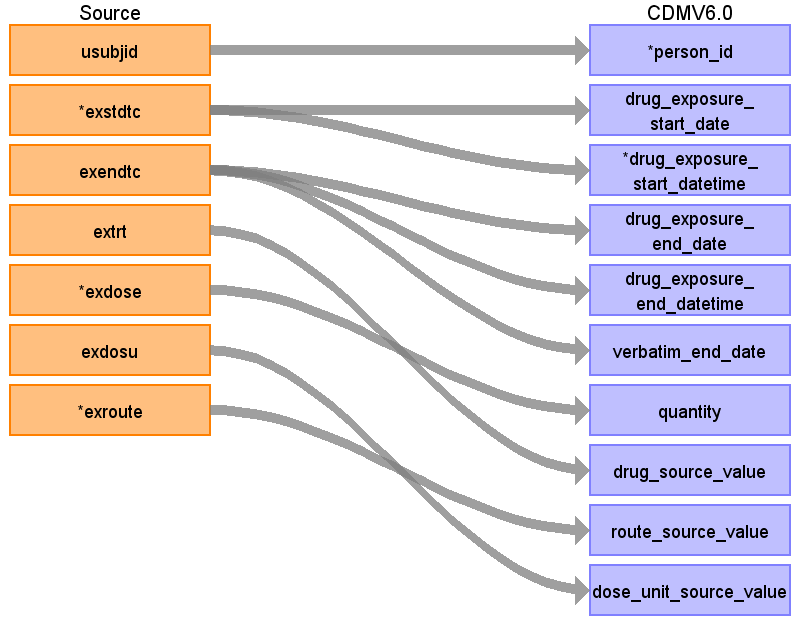 Source
CDMV6.0
usubjid
*person_id
*exstdtc
drug_exposure_
start_date
exendtc
*drug_exposure_
start_datetime
extrt
drug_exposure_
end_date
*exdose
drug_exposure_
end_datetime
exdosu
verbatim_end_date
*exroute
quantity
drug_source_value
route_source_value
dose_unit_source_value